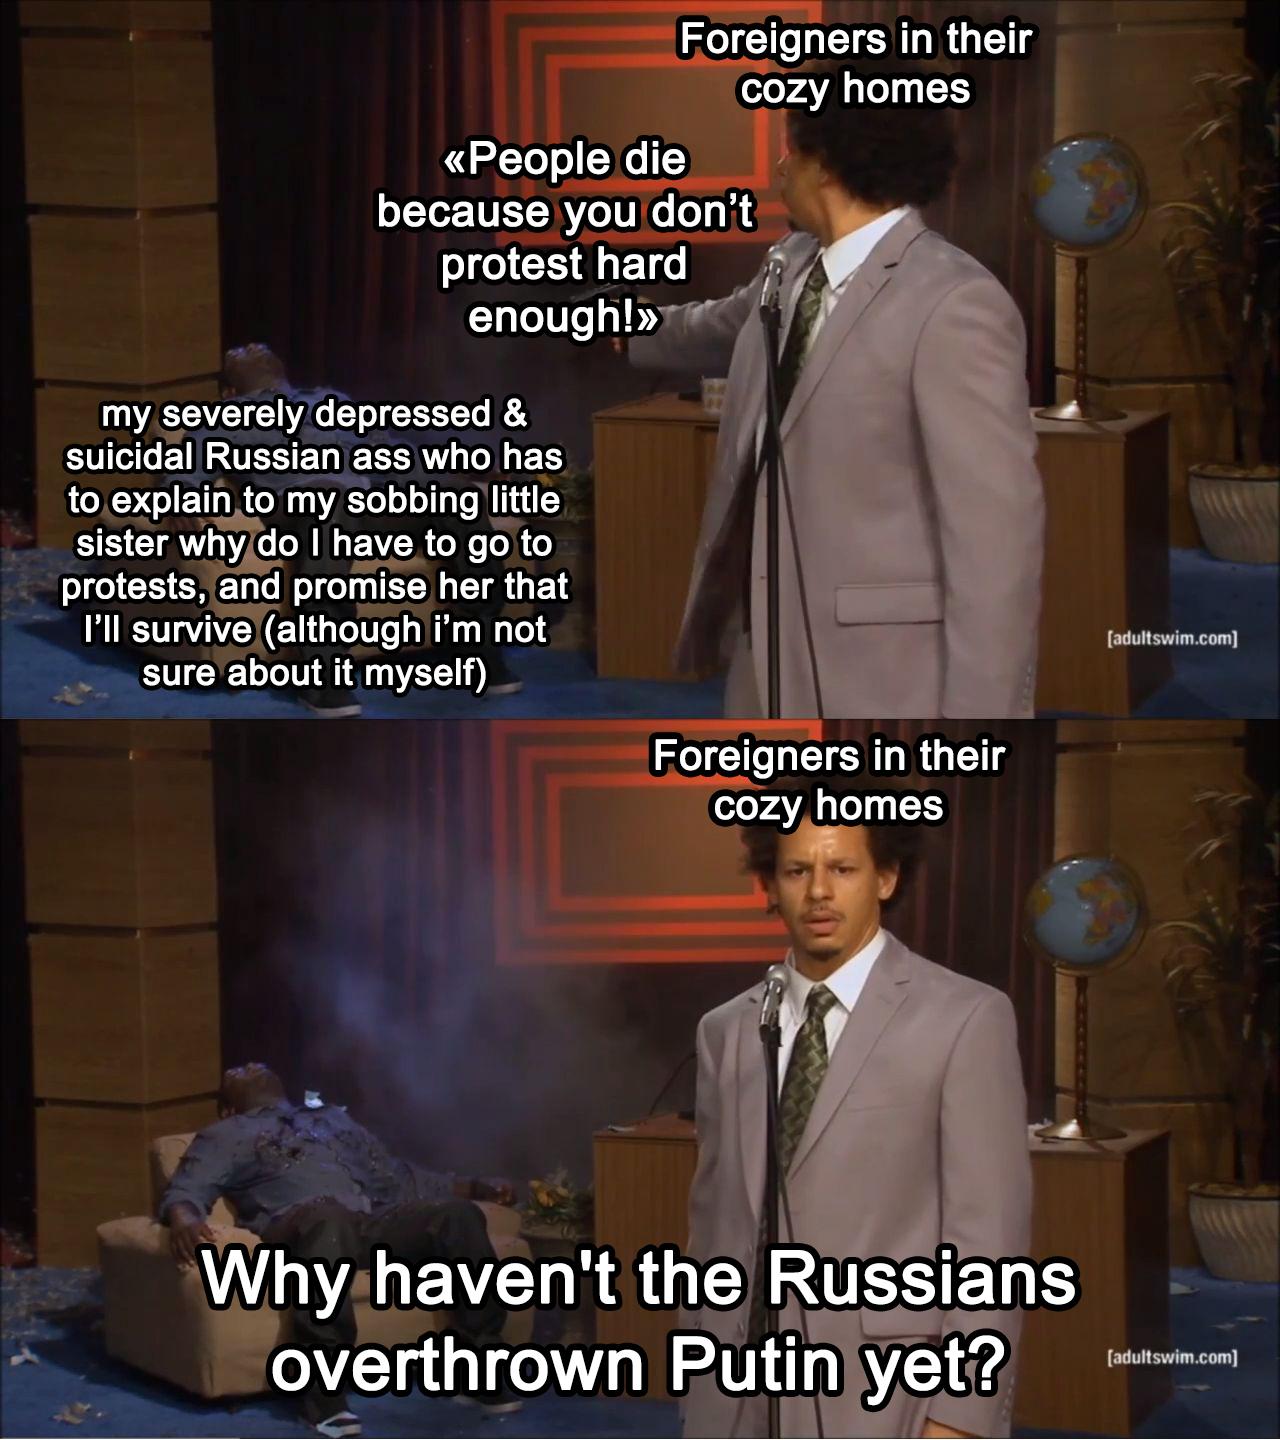 Foreigners in their
cozy homes
«People die
because you don’t
protest hard
enough!»
my severely depressed &
suicidal Russian ass who has
to explain to my sobbing little
sister why do I have to go to
protests, and promise her that
I’ll survive (although i’m not
sure about it myself)
[adultswim.com]
Foreigners in their
cozy homes
Why haven't the Russians
overthrown Putin yet?
[adultswim.com]